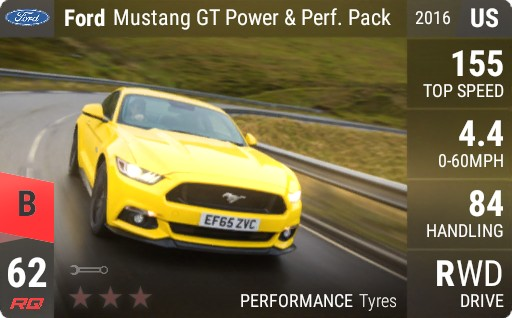 Ford Ford Mustang GT Power & Perf. Pack 2016 US
155
TOP SPEED
4.4
0-60MPH
84
HANDLING
RWD
DRIVE
EF65 ZVC
B
62
RQ
PERFORMANCE Tyres